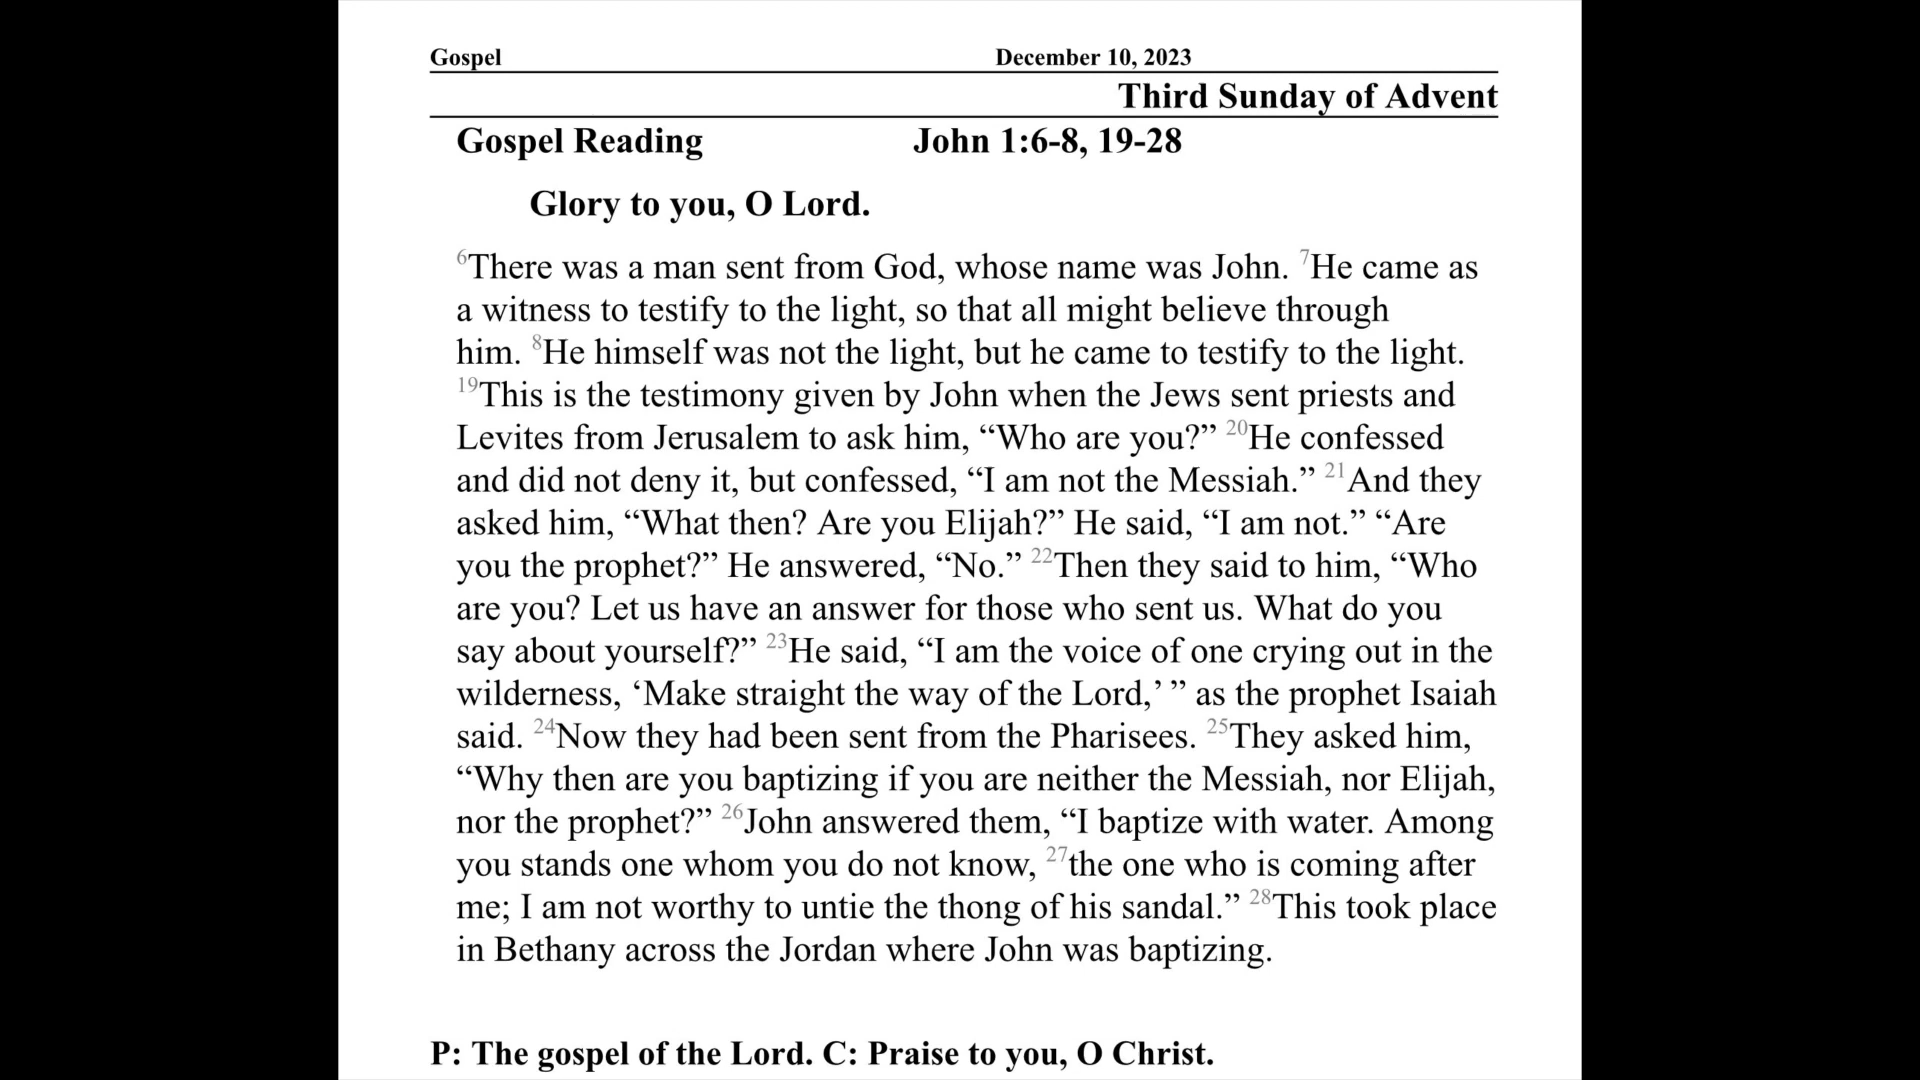 Gospel December 10, 2023
Third Sunday of Advent
Gospel Reading John 1:6-8, 19-28
Glory to you, O Lord.
6There was a man sent from God, whose name was John. 7He came as
a witness to testify to the light, so that all might believe through
him. 8He himself was not the light, but he came to testify to the light.
19This is the testimony given by John when the Jews sent priests and
Levites from Jerusalem to ask him, “Who are you?” 20He confessed
and did not deny it, but confessed, “I am not the Messiah.” 21And they
asked him, “What then? Are you Elijah?” He said, “I am not.” “Are
you the prophet?” He answered, “No.” 22Then they said to him, “Who
are you? Let us have an answer for those who sent us. What do you
say about yourself?” 23He said, “I am the voice of one crying out in the
wilderness, ‘Make straight the way of the Lord,’ ” as the prophet Isaiah
said. 24Now they had been sent from the Pharisees. 25They asked him,
“Why then are you baptizing if you are neither the Messiah, nor Elijah,
nor the prophet?” 26John answered them, “I baptize with water. Among
you stands one whom you do not know, 27the one who is coming after
me; I am not worthy to untie the thong of his sandal.” 28This took place
in Bethany across the Jordan where John was baptizing.
P: The gospel of the Lord. C: Praise to you, O Christ.